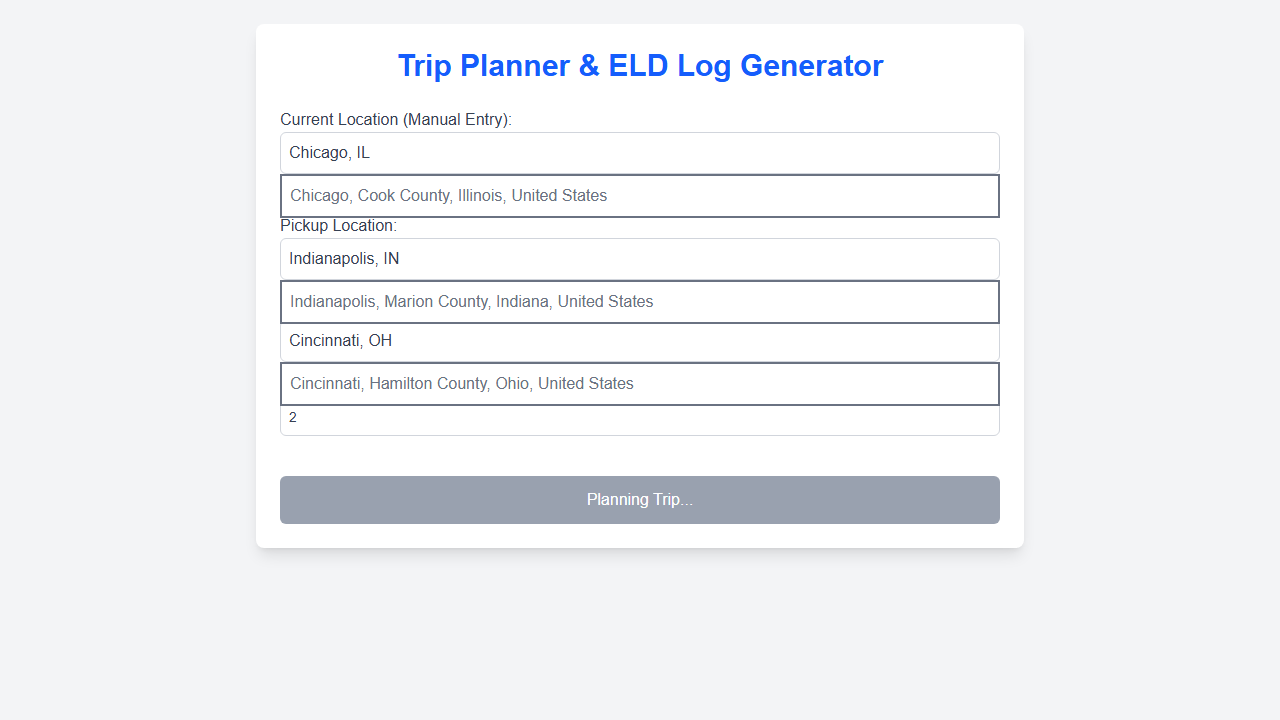 Trip Planner & ELD Log Generator
Current Location (Manual Entry):
Chicago, IL
Chicago, Cook County, Illinois, United States
Pickup Location:
Indianapolis, IN
Indianapolis, Marion County, Indiana, United States
Cincinnati, OH
Cincinnati, Hamilton County, Ohio, United States
2
Planning Trip...